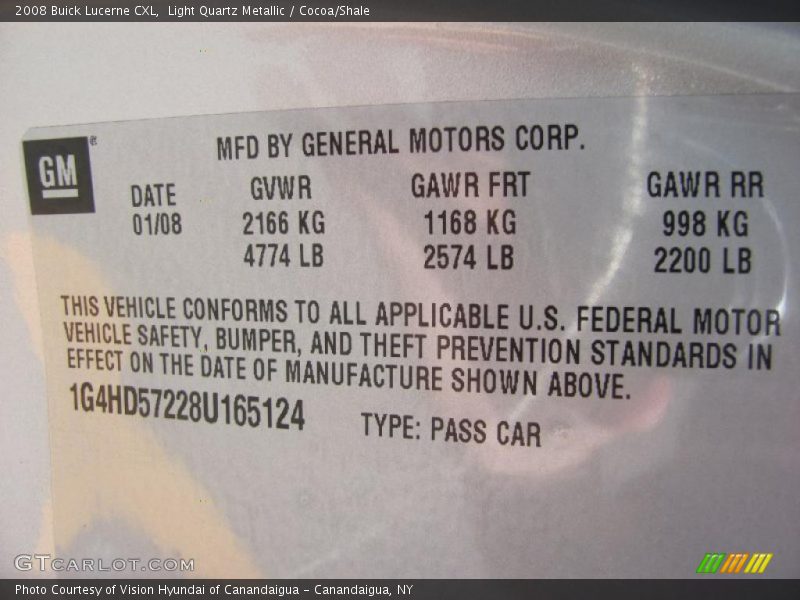 2008 Buick Lucerne CXL,  Light Quartz Metallic / Cocoa/Shale
GM®
MFD BY GENERAL MOTORS CORP.
DATE GVWR GAWR FRT GAWR RR
01/08 2166 KG 1168 KG 998 KG
4774 LB 2574 LB 2200 LB
THIS VEHICLE CONFORMS TO ALL APPLICABLE U.S. FEDERAL MOTOR
VEHICLE SAFETY, BUMPER, AND THEFT PREVENTION STANDARDS IN
EFFECT ON THE DATE OF MANUFACTURE SHOWN ABOVE.
1G4HD57228U165124 TYPE: PASS CAR
GTCARLOT.COM
Photo Courtesy of Vision Hyundai of Canandaigua – Canandaigua, NY